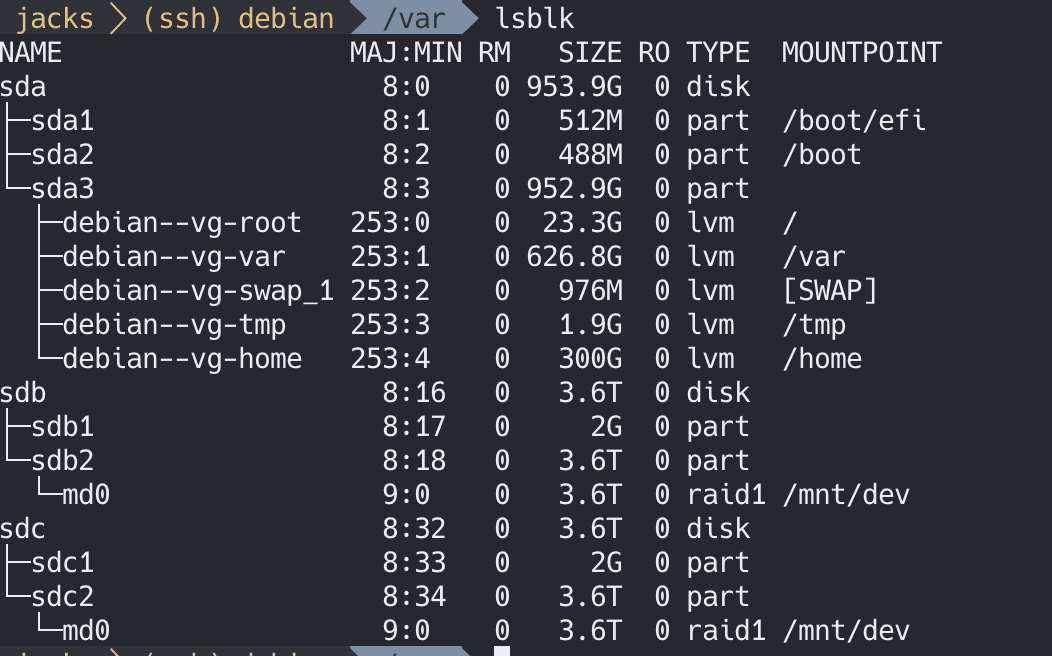 jacks (ssh) debian /var lsblk
NAME MAJ:MIN RM SIZE RO TYPE MOUNTPOINT
sda 8:0 0 953.9G 0 disk
├─sda1 8:1 0 512M 0 part /boot/efi
├─sda2 8:2 0 488M 0 part /boot
└─sda3 8:3 0 952.9G 0 part
├─debian--vg-root 253:0 0 23.3G 0 lvm /
├─debian--vg-var 253:1 0 626.8G 0 lvm /var
├─debian--vg-swap_1 253:2 0 976M 0 lvm [SWAP]
├─debian--vg-tmp 253:3 0 1.9G 0 lvm /tmp
└─debian--vg-home 253:4 0 300G 0 lvm /home
sdb 8:16 0 3.6T 0 disk
├─sdb1 8:17 0 2G 0 part
└─sdb2 8:18 0 3.6T 0 part
└─md0 9:0 0 3.6T 0 raid1 /mnt/dev
sdc 8:32 0 3.6T 0 disk
├─sdc1 8:33 0 2G 0 part
└─sdc2 8:34 0 3.6T 0 part
└─md0 9:0 0 3.6T 0 raid1 /mnt/dev